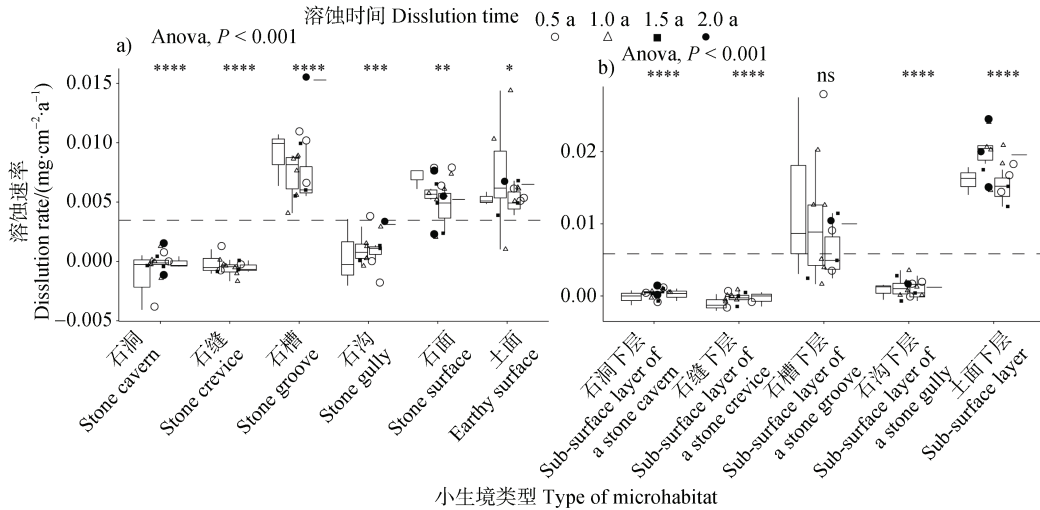 溶蚀时间 Disslution time
0.5 a 1.0 a 1.5 a 2.0 a
a)
Anova, P < 0.001
**** **** **** *** ** *
0.015
0.010
0.005
0.000
−0.005
溶蚀速率
Disslution rate/(mg·cm−2·a−1)
石洞
Stone cavern
石缝
Stone crevice
石槽
Stone groove
石沟
Stone gully
石面
Stone surface
土面
Earthy surface
b)
Anova, P < 0.001
**** **** ns **** ****
0.02
0.01
0.00
石洞下层
Sub-surface layer of
a stone cavern
石缝下层
Sub-surface layer of
a stone crevice
石槽下层
Sub-surface layer of
a stone groove
石沟下层
Sub-surface layer of
a stone gully
土面下层
Sub-surface layer
小生境类型 Type of microhabitat